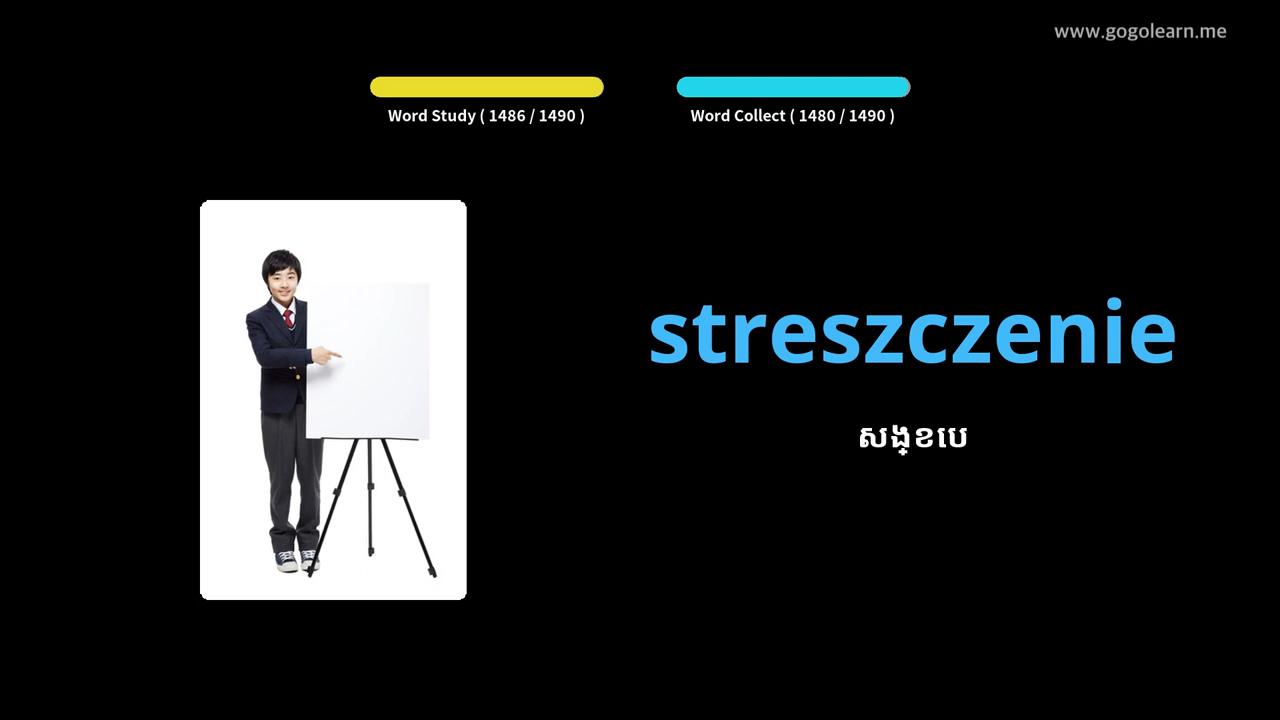 www.gogolearn.me
Word Study ( 1486 / 1490 )
Word Collect ( 1480 / 1490 )
streszczenie
សង្ខបេ